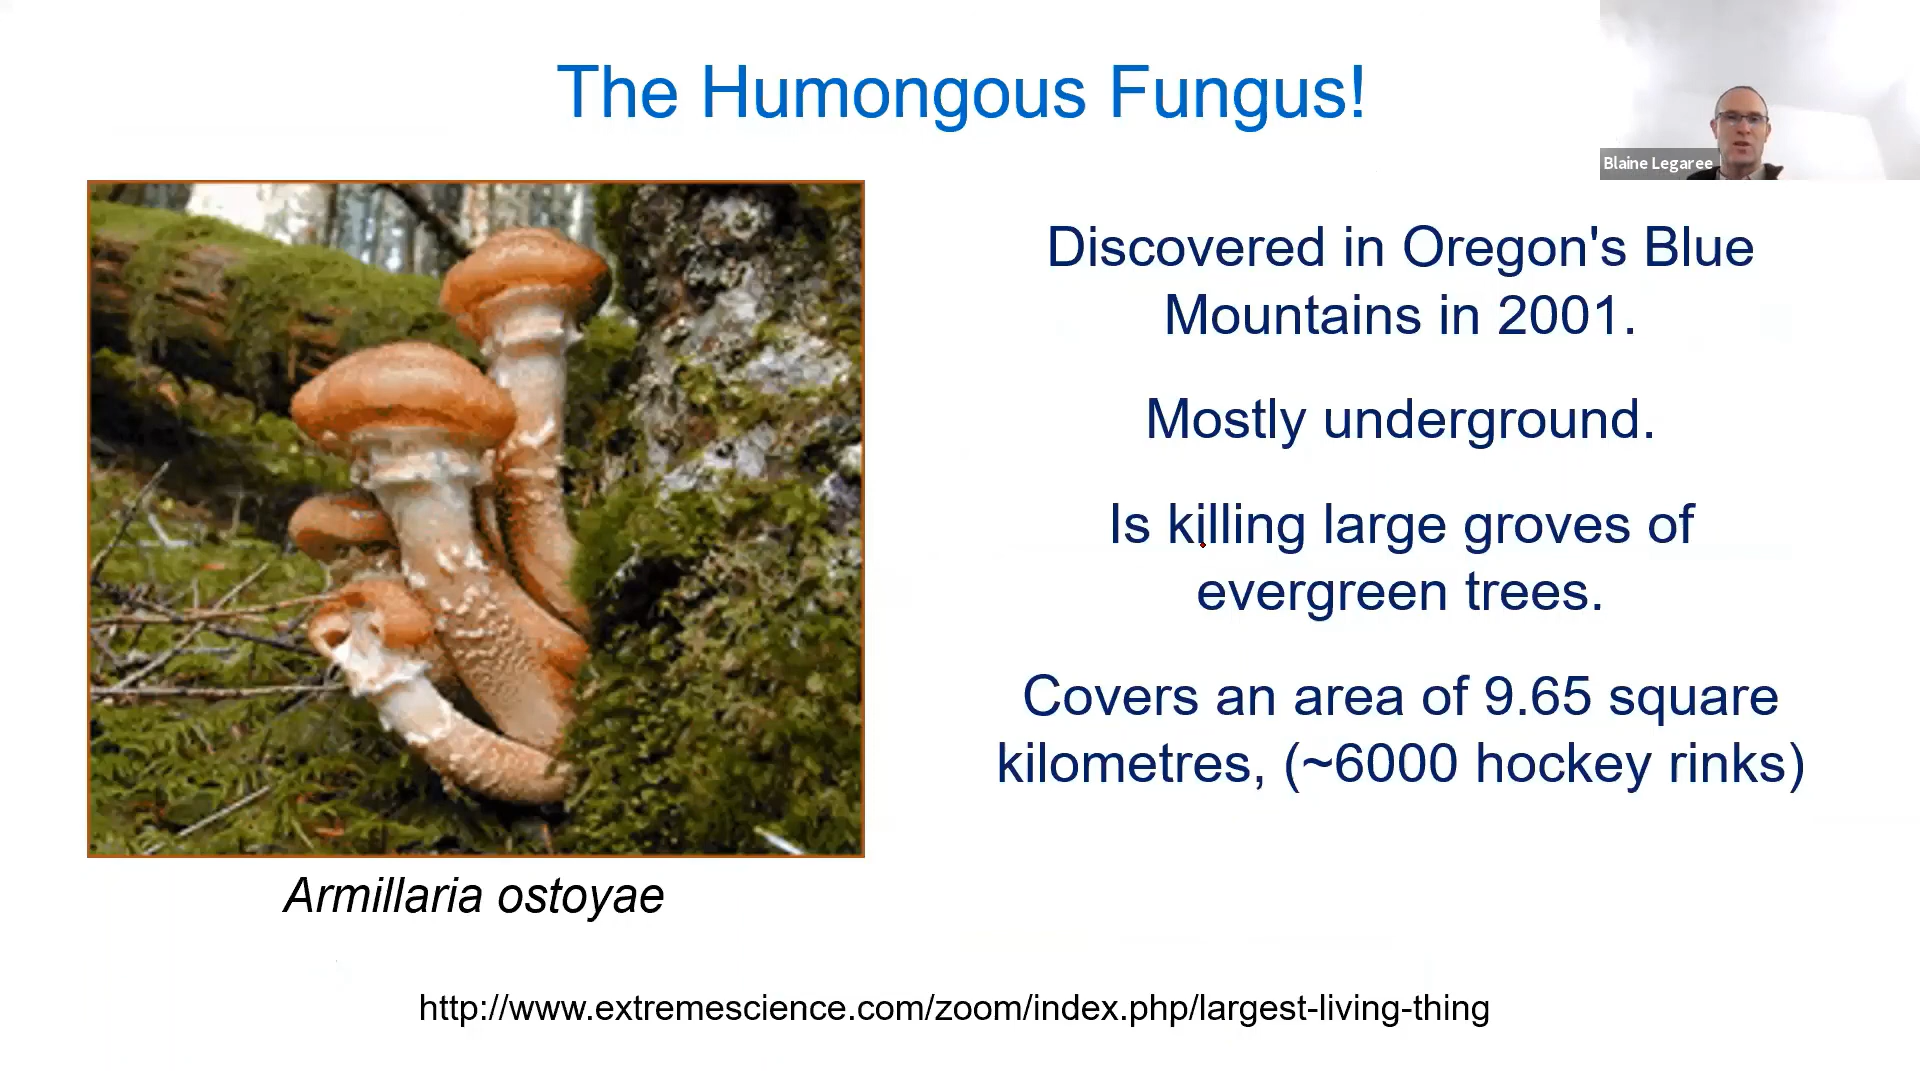 The Humongous Fungus!
Blaine Legaree
Discovered in Oregon's Blue
Mountains in 2001.
Mostly underground.
Is killing large groves of
evergreen trees.
Covers an area of 9.65 square
kilometres, (~6000 hockey rinks)
Armillaria ostoyae
http://www.extremescience.com/zoom/index.php/largest-living-thing